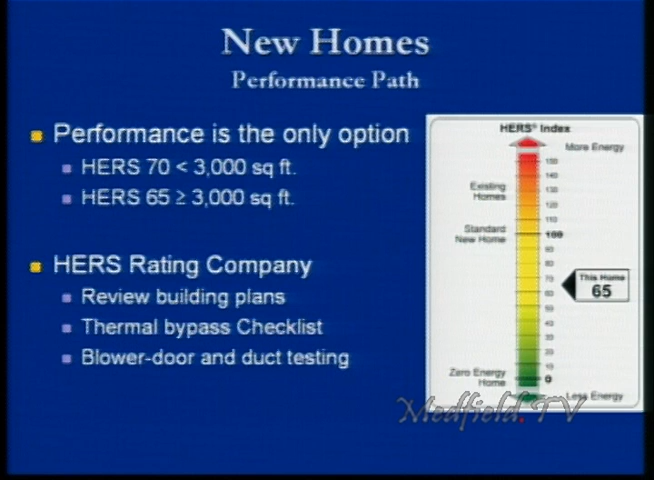 New Homes
Performance Path
Performance is the only option
HERS 70 < 3,000 sq ft.
HERS 65 ≥ 3,000 sq ft.
HERS Rating Company
Review building plans
Thermal bypass Checklist
Blower-door and duct testing
HERS® Index
More Energy
150
140
Existing
Homes
130
120
110
Standard
New Home
100
90
80
70
This Home
65
60
50
40
30
20
10
Zero Energy
Home
0
Less Energy
Medfield.TV